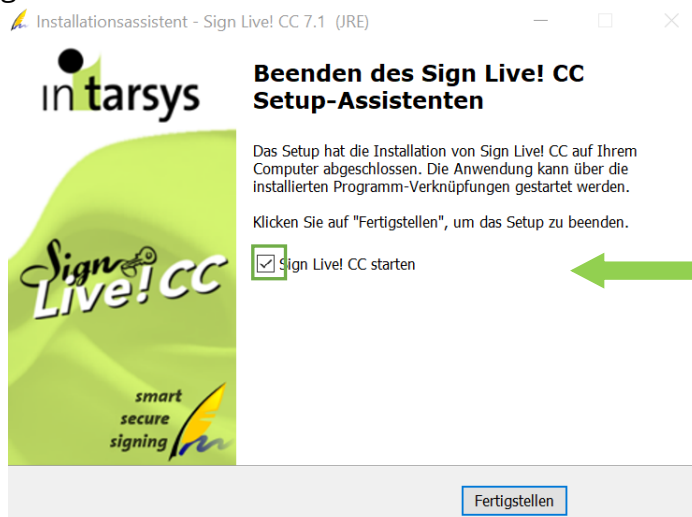 Installationsassistent - Sign Live! CC 7.1 (JRE)
intarsys
Beenden des Sign Live! CC
Setup-Assistenten
Das Setup hat die Installation von Sign Live! CC auf Ihrem
Computer abgeschlossen. Die Anwendung kann über die
installierten Programm-Verknüpfungen gestartet werden.
Klicken Sie auf "Fertigstellen", um das Setup zu beenden.
Sign Live! CC starten
Sign
Live! CC
smart
secure
signing
Fertigstellen